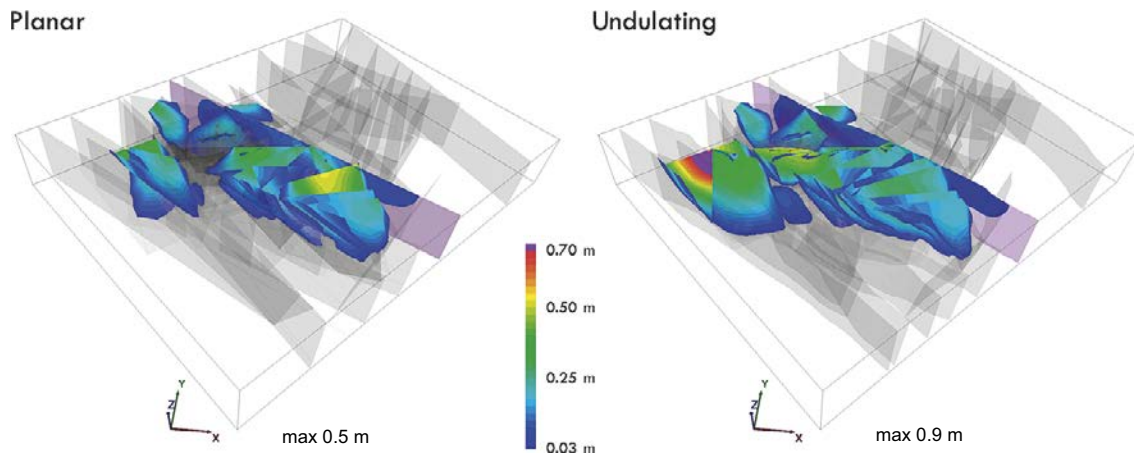 Planar
Undulating
0.70 m
0.50 m
0.25 m
0.03 m
Y
Z
X
max 0.5 m
Y
Z
X
max 0.9 m